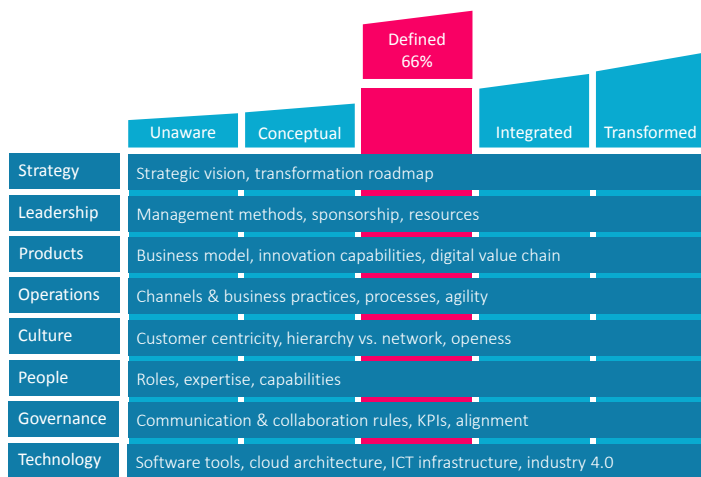 Defined
66%
Unaware
Conceptual
Integrated
Transformed
Strategy
Strategic vision, transformation roadmap
Leadership
Management methods, sponsorship, resources
Products
Business model, innovation capabilities, digital value chain
Operations
Channels & business practices, processes, agility
Culture
Customer centricity, hierarchy vs. network, openess
People
Roles, expertise, capabilities
Governance
Communication & collaboration rules, KPIs, alignment
Technology
Software tools, cloud architecture, ICT infrastructure, industry 4.0